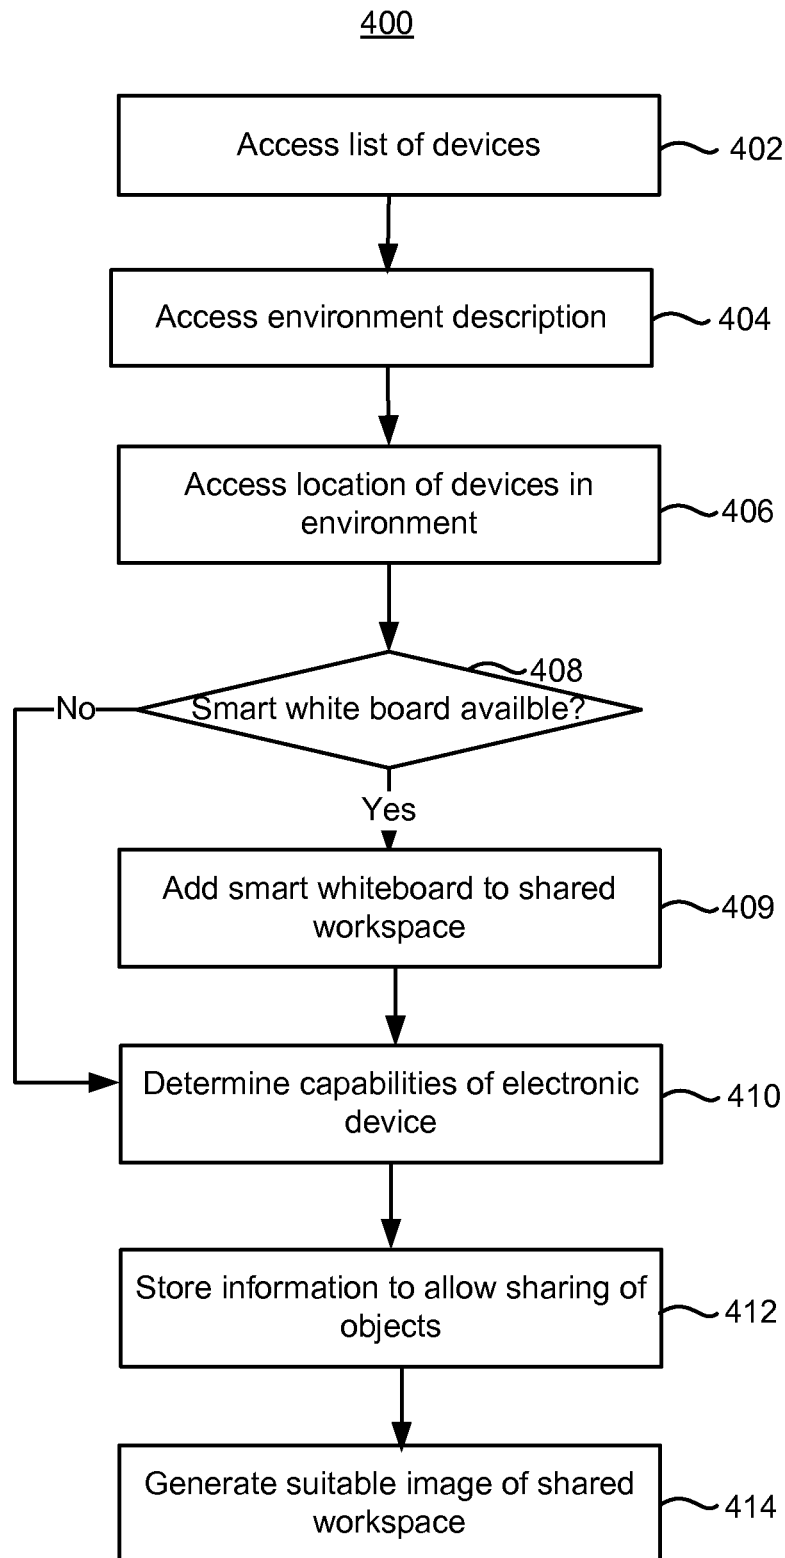 400
Access list of devices
402
Access environment description
404
Access location of devices in
environment
406
408
No
Smart white board availble?
Yes
Add smart whiteboard to shared
workspace
409
Determine capabilities of electronic
device
410
Store information to allow sharing of
objects
412
Generate suitable image of shared
workspace
414